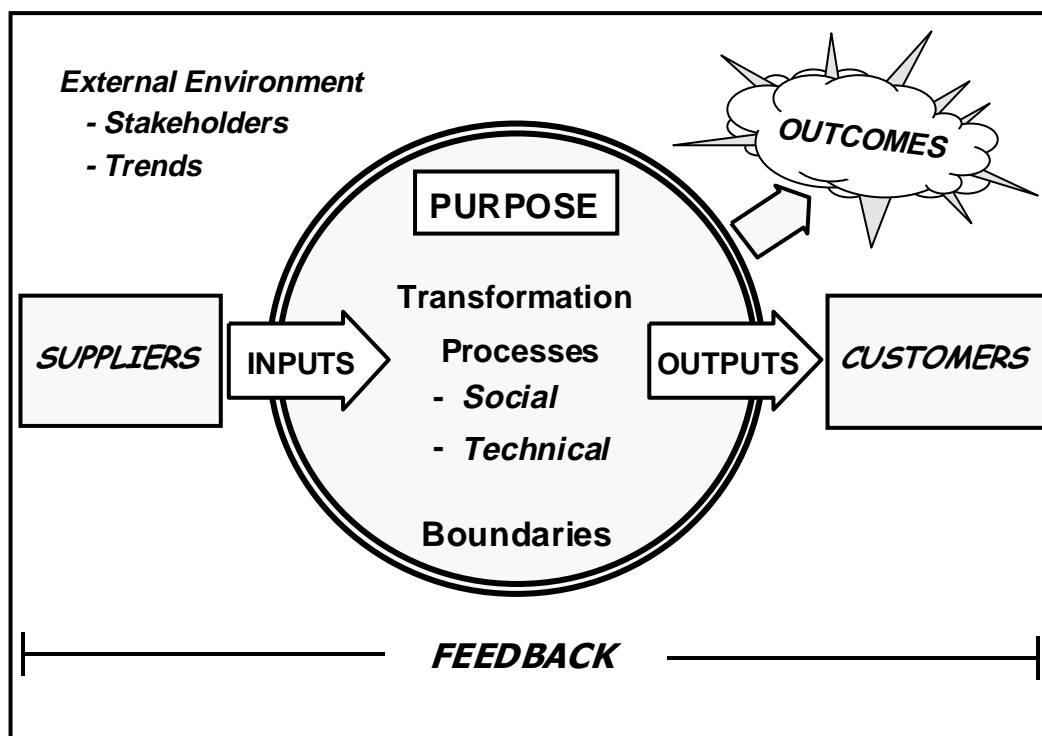 External Environment
- Stakeholders
- Trends
OUTCOMES
PURPOSE
Transformation
Processes
- Social
- Technical
Boundaries
SUPPLIERS
INPUTS
OUTPUTS
CUSTOMERS
FEEDBACK